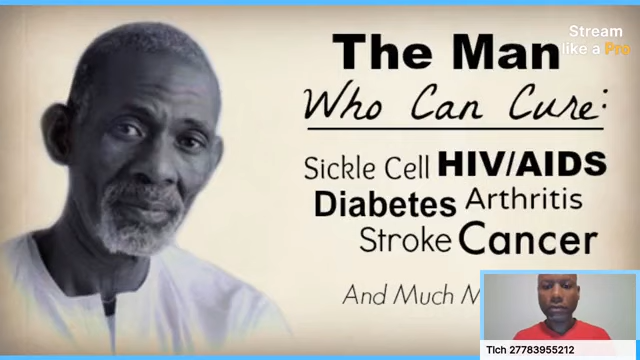 Stream
like a Pro
The Man
Who Can Cure:
Sickle Cell HIV/AIDS
Diabetes Arthritis
Stroke Cancer
And Much
Tlch 27783955212